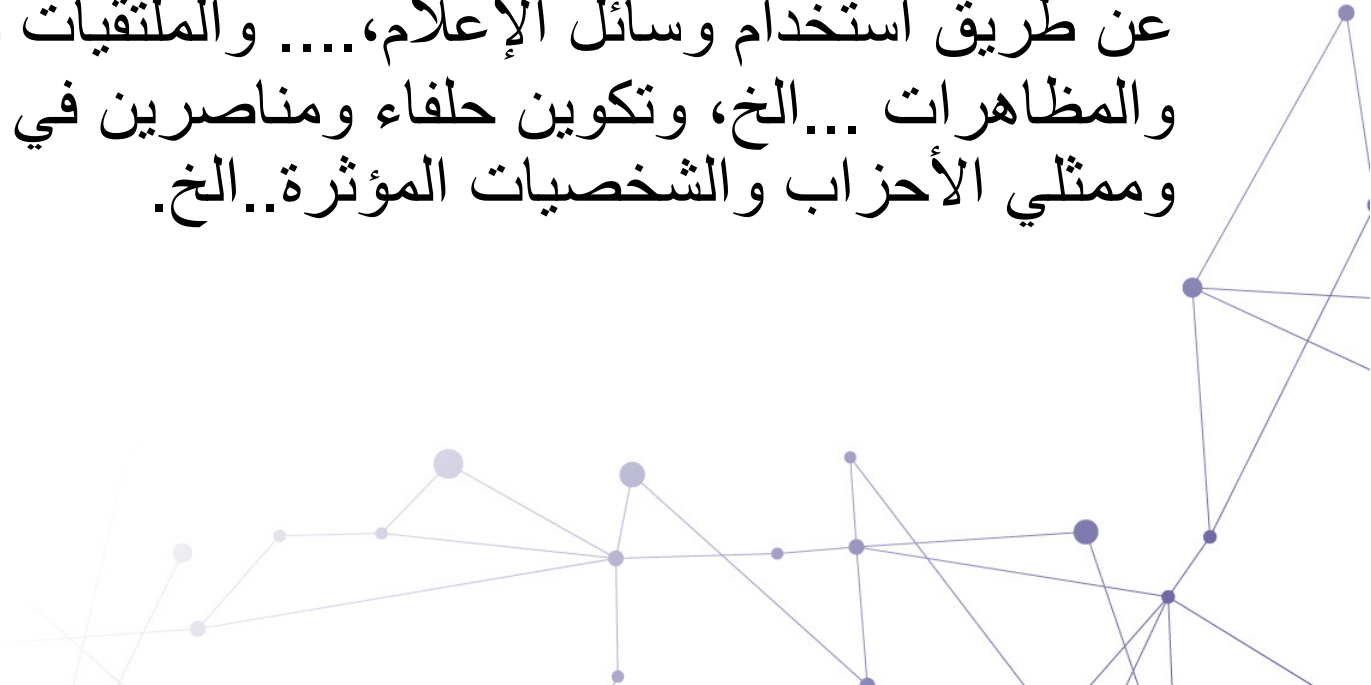 عن طريق استخدام وسائل الإعلام،.... والملتقيات
والمظاهرات ...الخ، وتكوين حلفاء ومناصرين في
وممثلي الأحزاب والشخصيات المؤثرة..الخ.